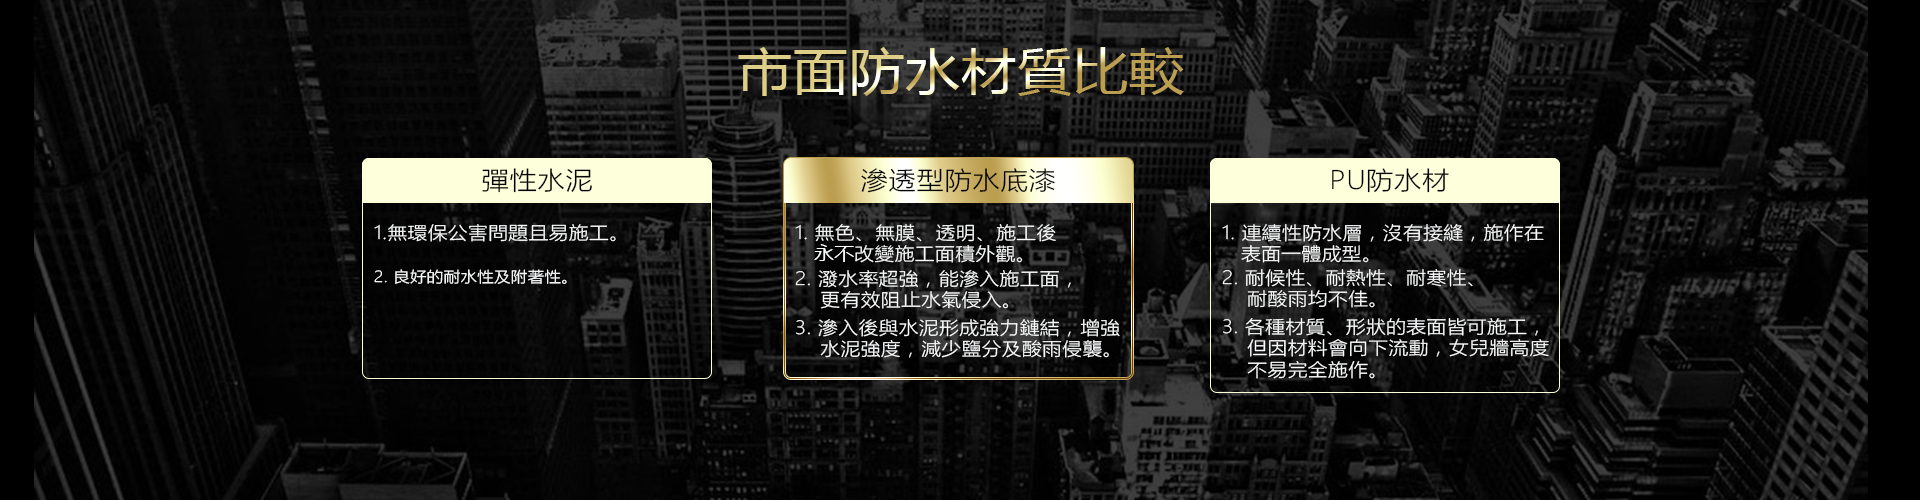 市面防水材質比較
彈性水泥
1.無環保公害問題且易施工。
2. 良好的耐水性及附著性。
滲透型防水底漆
1. 無色、無膜、透明、施工後
永不改變施工面積外觀。
2. 潑水率超強，能滲入施工面，
更有效阻止水氣侵入。
3. 滲入後與水泥形成強力鏈結，增強
水泥強度，減少鹽分及酸雨侵襲。
PU防水材
1. 連續性防水層，沒有接縫，施作在
表面一體成型。
2. 耐候性、耐熱性、耐寒性、
耐酸雨均不佳。
3. 各種材質、形狀的表面皆可施工，
但因材料會向下流動，女兒牆高度
不易完全施作。